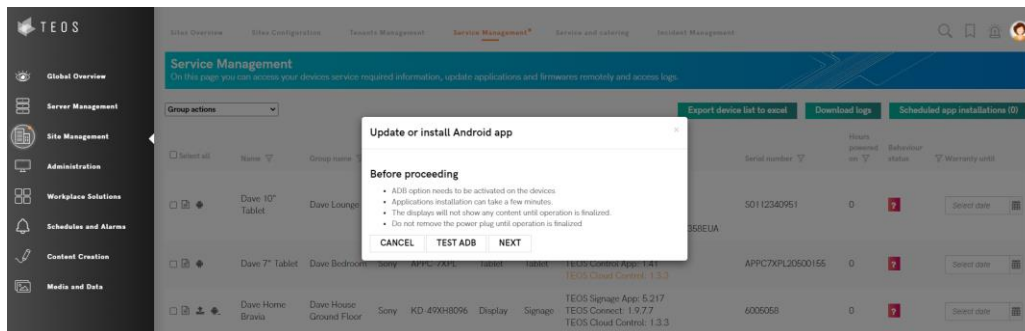 TEOS
Sites Overview
Sites Configuration
Tenants Management
Service Management
Service and catering
Incident Management
Service Management
On this page you can access your devices service required information, update applications and firmwares remotely and access logs.
Global Overview
Server Management
Site Management
Administration
Workplace Solutions
Schedules and Alarms
Content Creation
Media and Data
Group actions
Export device list to excel
Download logs
Scheduled app installations (0)
Update or install Android app
Before proceeding
• ADB option needs to be activated on the devices
• Applications installation can take a few minutes.
• The displays will not show any content until operation is finalized.
• Do not remove the power plug until operation is finalized
CANCEL TEST ADB NEXT
Select all Name Group name Serial number Hours powered on Behaviour status Warranty until
Dave 10" Tablet Dave Lounge S0112340951 0 ? Select date
358EUA
Dave 7" Tablet Dave Bedroom Sony APPC 7XPL Tablet Tablet TEOS Control App: 1.41 APPC7XPL20500155 0 ? Select date
TEOS Cloud Control: 1.3.3
Dave Home Bravia Dave House Ground Floor Sony KD-49XH8096 Display Signage TEOS Signage App: 5.217 6005058 0 ? Select date
TEOS Connect: 1.9.7.7
TEOS Cloud Control: 1.3.3